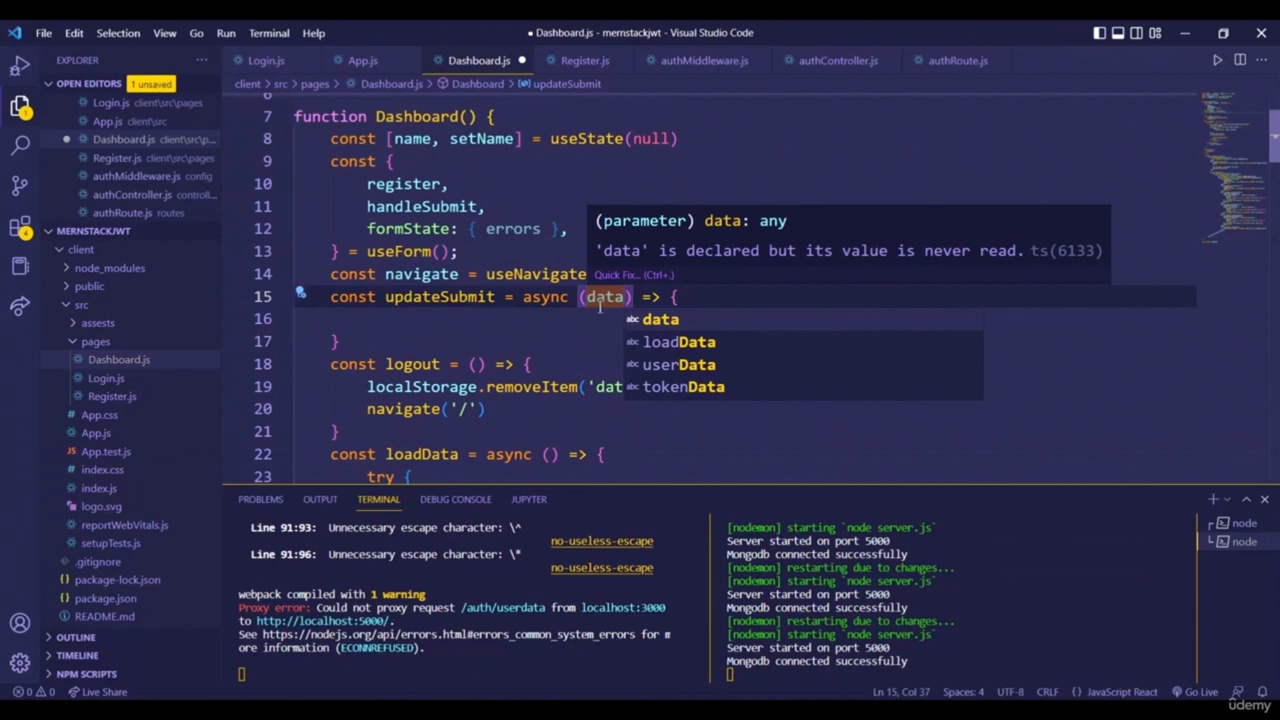 File Edit Selection View Go Run Terminal Help
● Dashboard.js - mernstackjwt - Visual Studio Code
EXPLORER
OPEN EDITORS 1 unsaved
Login.js client\src\pages
App.js client\src
Dashboard.js client\src\p...
Register.js client\src\pages
authMiddleware.js config
authController.js controll...
authRoute.js routes
MERNSTACKJWT
client
node_modules
public
src
assests
pages
Dashboard.js
Login.js
Register.js
App.css
App.js
App.test.js
index.css
index.js
logo.svg
reportWebVitals.js
setupTests.js
.gitignore
package-lock.json
package.json
README.md
OUTLINE
TIMELINE
NPM SCRIPTS
Login.js App.js Dashboard.js ● Register.js authMiddleware.js authController.js authRoute.js
client > src > pages > Dashboard.js > Dashboard > updateSubmit
6
7 function Dashboard() {
8 const [name, setName] = useState(null)
9 const {
10 register,
11 handleSubmit,
12 formState: { errors },
13 } = useForm();
14 const navigate = useNavigate
15 const updateSubmit = async (data) => {
16
17 }
18 const logout = () => {
19 localStorage.removeItem('dat
20 navigate('/')
21 }
22 const loadData = async () => {
23 try {
(parameter) data: any
'data' is declared but its value is never read. ts(6133)
Quick Fix... (Ctrl+.)
abc data
abc loadData
abc userData
abc tokenData
PROBLEMS OUTPUT TERMINAL DEBUG CONSOLE JUPYTER
Line 91:93: Unnecessary escape character: \^
no-useless-escape
Line 91:96: Unnecessary escape character: \*
no-useless-escape
webpack compiled with 1 warning
Proxy error: Could not proxy request /auth/userdata from localhost:3000
to http://localhost:5000/.
See https://nodejs.org/api/errors.html#errors_common_system_errors for m
ore information (ECONNREFUSED).
[nodemon] starting `node server.js`
Server started on port 5000
Mongodb connected successfully
[nodemon] restarting due to changes...
[nodemon] starting `node server.js`
Server started on port 5000
Mongodb connected successfully
[nodemon] restarting due to changes...
[nodemon] starting `node server.js`
Server started on port 5000
Mongodb connected successfully
node
node
0 0 Live Share
Ln 15, Col 37 Spaces: 4 UTF-8 CRLF {} JavaScript React Go Live
udemy